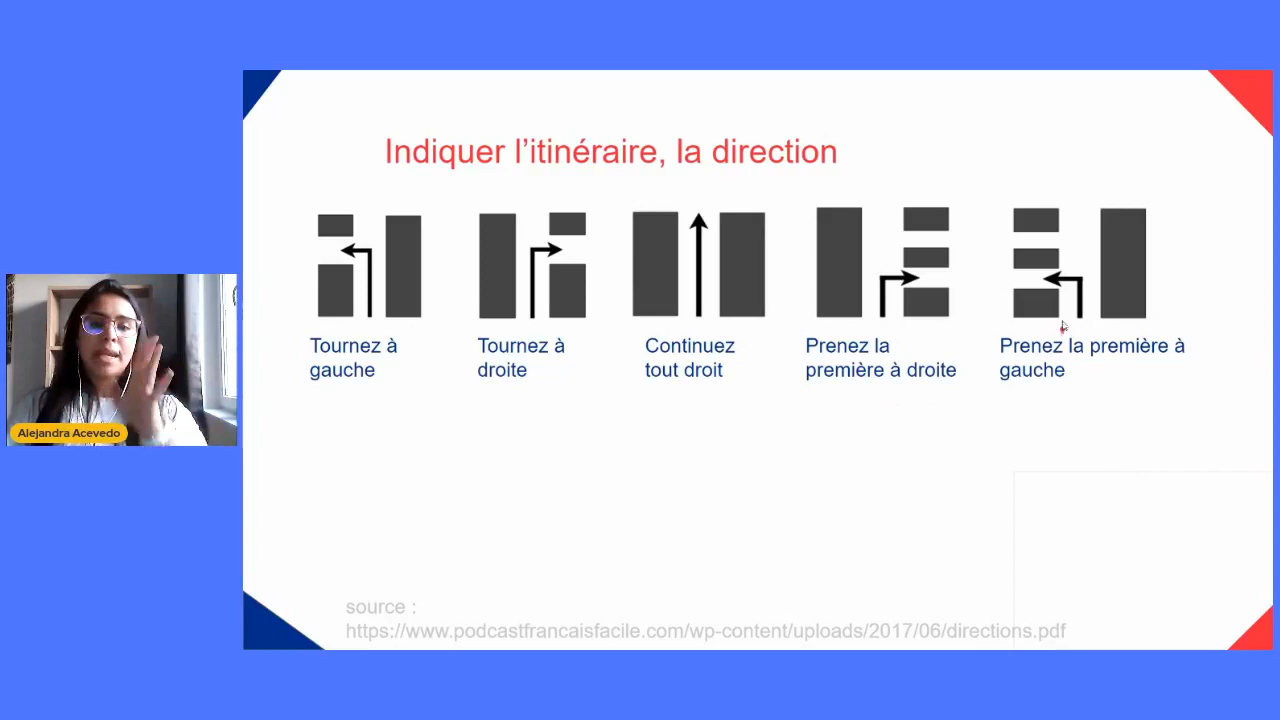 Indiquer l’itinéraire, la direction
Tournez à
gauche
Tournez à
droite
Continuez
tout droit
Prenez la
première à droite
Prenez la première à
gauche
Alejandra Acevedo
source :
https://www.podcastfrancaisfacile.com/wp-content/uploads/2017/06/directions.pdf